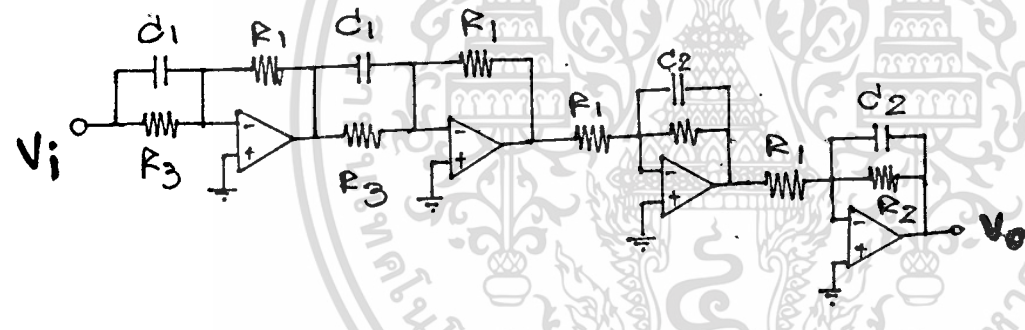 C1 R1 C1 R1
Vi R3 R3 R1 C2 R1 C2 R2 Vo
- + - + - + - +